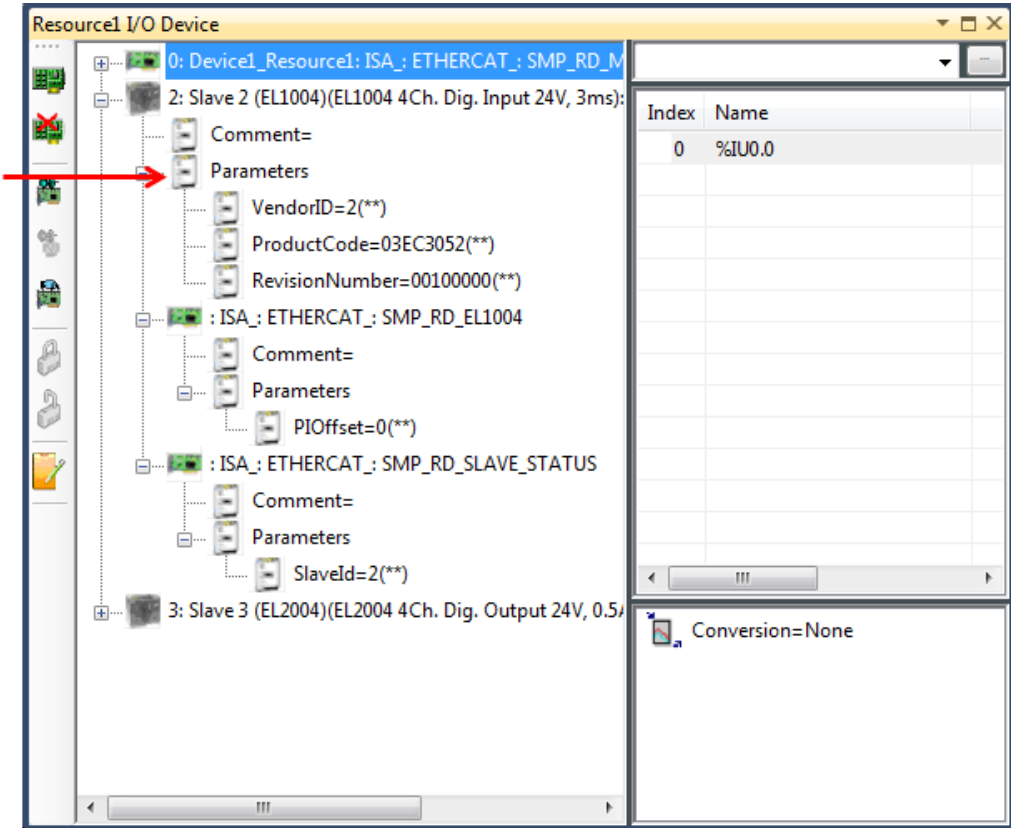 Resource1 I/O Device
0: Device1_Resource1: ISA_: ETHERCAT_: SMP_RD_M
2: Slave 2 (EL1004)(EL1004 4Ch. Dig. Input 24V, 3ms):
Comment=
Parameters
VendorID=2(**)
ProductCode=03EC3052(**)
RevisionNumber=00100000(**)
: ISA_: ETHERCAT_: SMP_RD_EL1004
Comment=
Parameters
PIOffset=0(**)
: ISA_: ETHERCAT_: SMP_RD_SLAVE_STATUS
Comment=
Parameters
SlaveId=2(**)
3: Slave 3 (EL2004)(EL2004 4Ch. Dig. Output 24V, 0.5A
...
Index Name
0 %IU0.0
Conversion=None